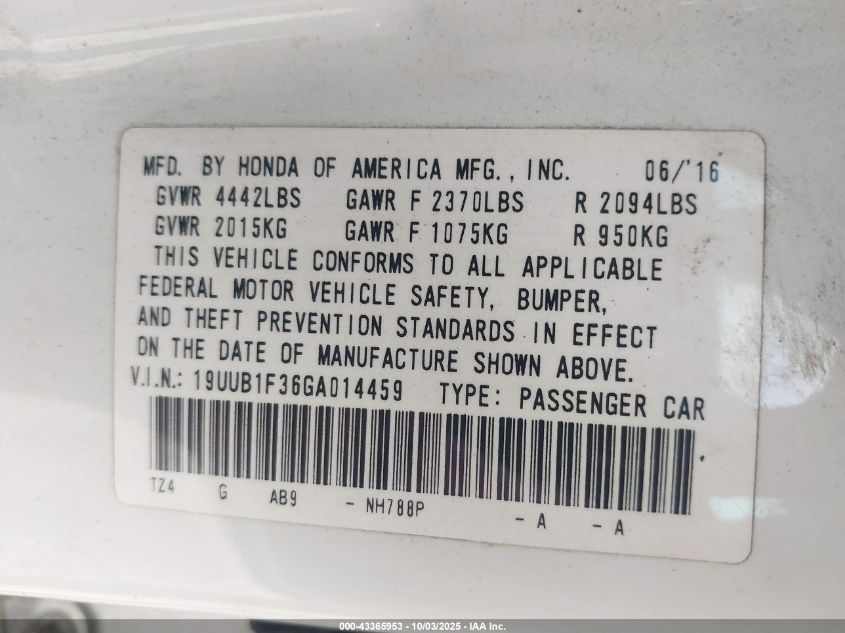 MFD. BY HONDA OF AMERICA MFG., INC. 06/'16
GVWR 4442LBS GAWR F 2370LBS R 2094LBS
GVWR 2015KG GAWR F 1075KG R 950KG
THIS VEHICLE CONFORMS TO ALL APPLICABLE
FEDERAL MOTOR VEHICLE SAFETY, BUMPER,
AND THEFT PREVENTION STANDARDS IN EFFECT
ON THE DATE OF MANUFACTURE SHOWN ABOVE.
V.I.N.: 19UUB1F36GA014459 TYPE: PASSENGER CAR
TZ4 G AB9 - NH788P - A - A
000-43365953 - 10/03/2025 - IAA Inc.